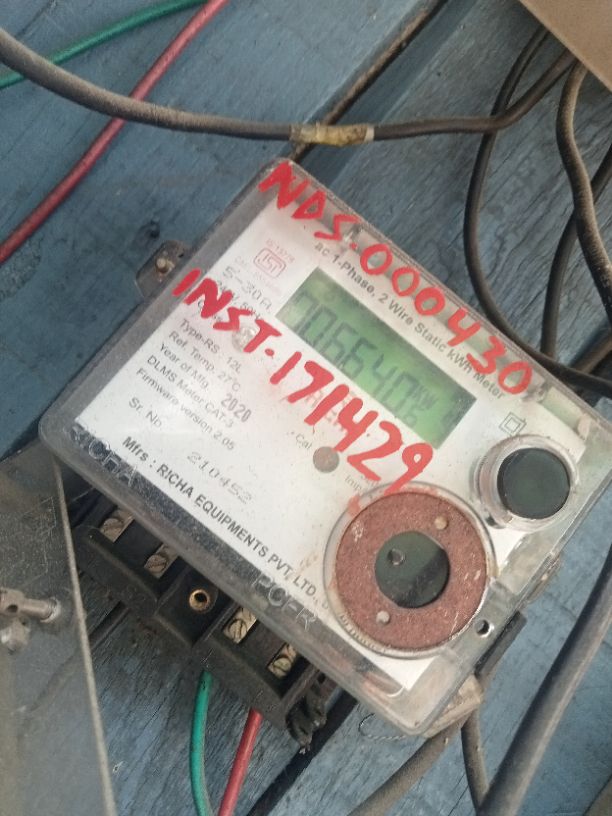 NDS-000430
ac 1-Phase, 2 Wire Static kWh Meter
ISI
5-30A
INST-171429
Type-RS 12L
Ref. Temp. 27°C
Year of Mfg. 2020
DLMS Meter CAT-3
Firmware version 2.05
Sr. No 210452
Cal
Mfrs : RICHA EQUIPMENTS PVT. LTD.
RICHA